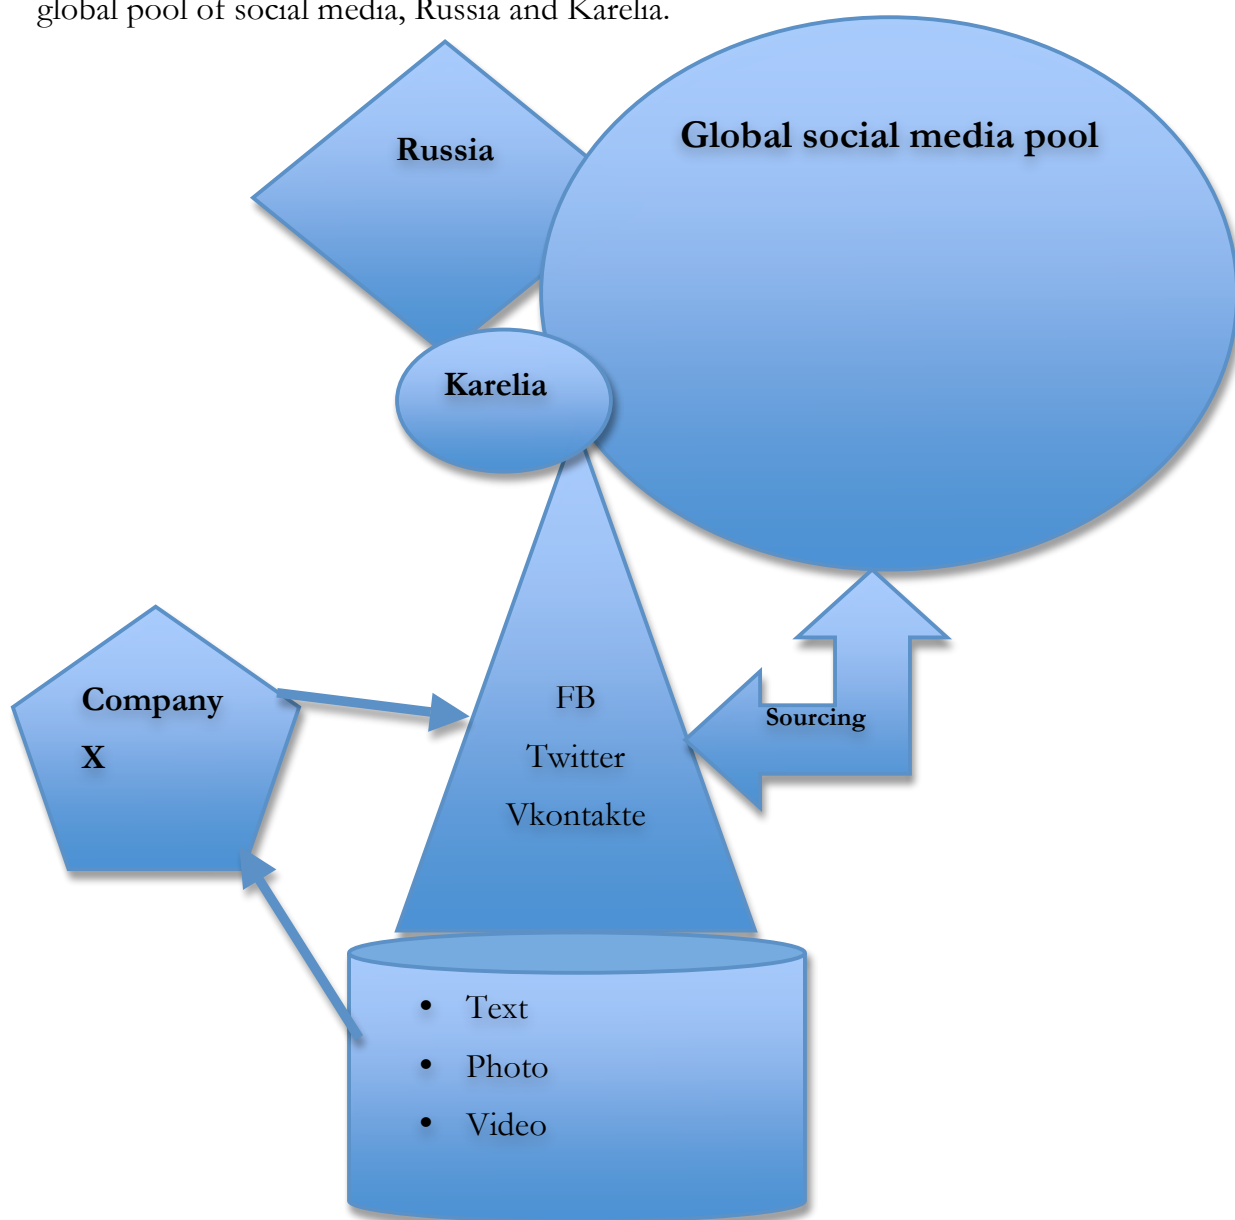 global pool of social media, Russia and Karelia.
Russia
Global social media pool
Karelia
Company
X
FB
Twitter
Vkontakte
Sourcing
• Text
• Photo
• Video